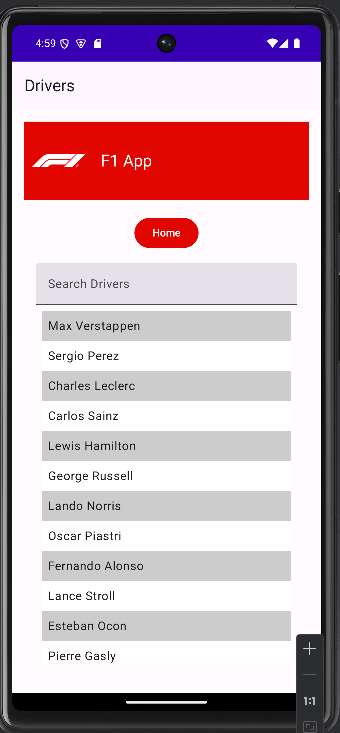 4:59
Drivers
F1 F1 App
Home
Search Drivers
Max Verstappen
Sergio Perez
Charles Leclerc
Carlos Sainz
Lewis Hamilton
George Russell
Lando Norris
Oscar Piastri
Fernando Alonso
Lance Stroll
Esteban Ocon
Pierre Gasly
1:1